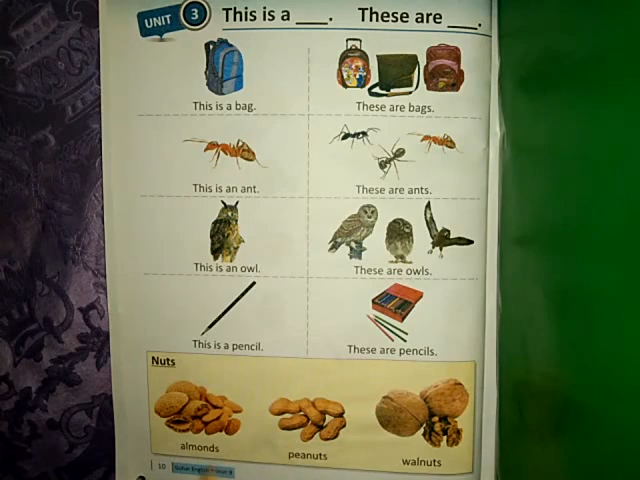 UNIT 3 This is a ___. These are ___.
This is a bag. These are bags.
This is an ant. These are ants.
This is an owl. These are owls.
This is a pencil. These are pencils.
Nuts
almonds peanuts walnuts
10